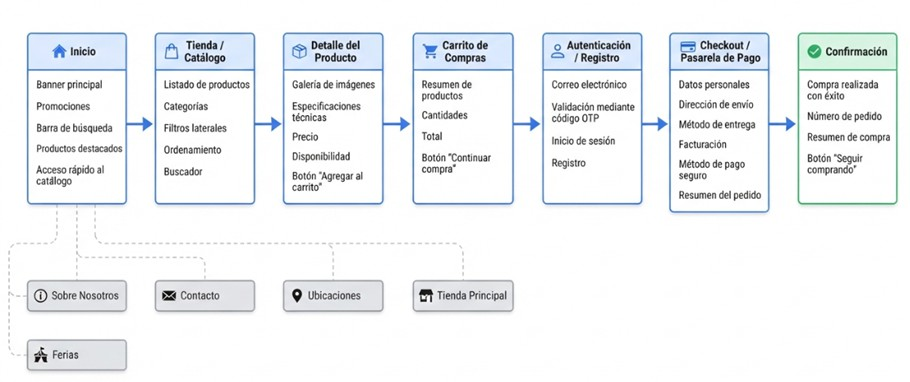 Inicio
Banner principal
Promociones
Barra de búsqueda
Productos destacados
Acceso rápido al
catálogo
Tienda /
Catálogo
Listado de productos
Categorías
Filtros laterales
Ordenamiento
Buscador
Detalle del
Producto
Galería de imágenes
Especificaciones
técnicas
Precio
Disponibilidad
Botón "Agregar al
carrito"
Carrito de
Compras
Resumen de
productos
Cantidades
Total
Botón "Continuar
compra"
Autenticación
/ Registro
Correo electrónico
Validación mediante
código OTP
Inicio de sesión
Registro
Checkout /
Pasarela de Pago
Datos personales
Dirección de envío
Método de entrega
Facturación
Método de pago
seguro
Resumen del pedido
Confirmación
Compra realizada
con éxito
Número de pedido
Resumen de compra
Botón "Seguir
comprando"
Sobre Nosotros
Contacto
Ubicaciones
Tienda Principal
Ferias